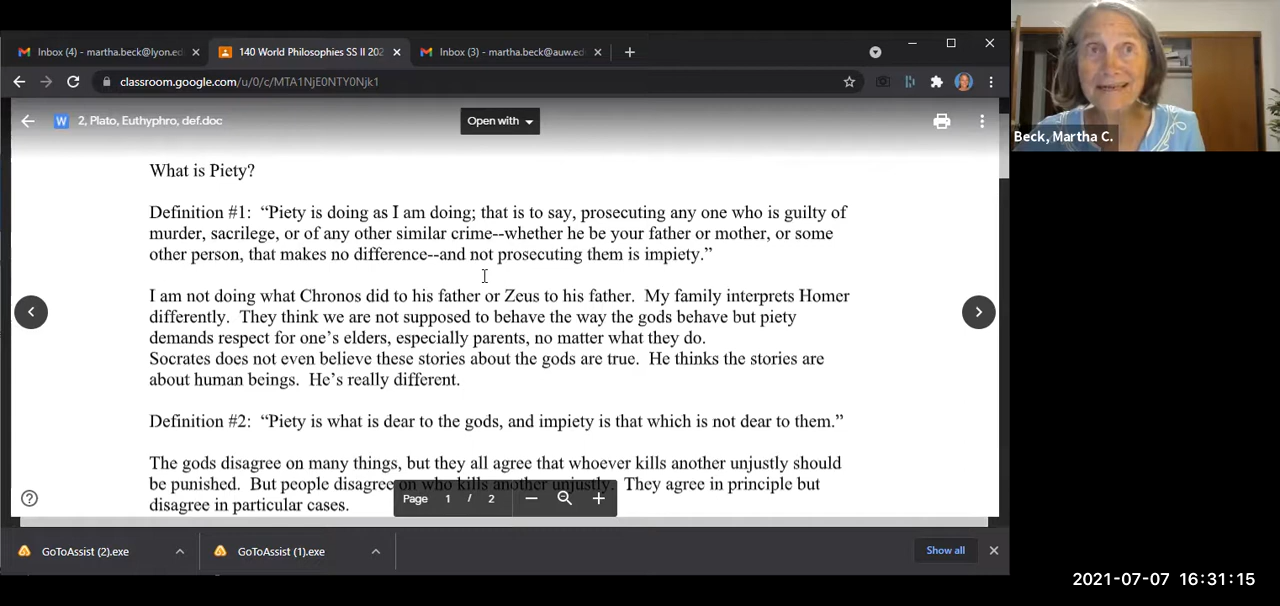 Inbox (4) - martha.beck@lyon.ed
140 World Philosophies SS II 202
Inbox (3) - martha.beck@auw.ed
classroom.google.com/u/0/c/MTA1NjE0NTY0Njk1
2, Plato, Euthyphro, def.doc
Open with
Beck, Martha C.
What is Piety?
Definition #1: “Piety is doing as I am doing; that is to say, prosecuting any one who is guilty of
murder, sacrilege, or of any other similar crime--whether he be your father or mother, or some
other person, that makes no difference--and not prosecuting them is impiety.”
I am not doing what Chronos did to his father or Zeus to his father. My family interprets Homer
differently. They think we are not supposed to behave the way the gods behave but piety
demands respect for one’s elders, especially parents, no matter what they do.
Socrates does not even believe these stories about the gods are true. He thinks the stories are
about human beings. He’s really different.
Definition #2: “Piety is what is dear to the gods, and impiety is that which is not dear to them.”
The gods disagree on many things, but they all agree that whoever kills another unjustly should
be punished. But people disagree on who kills another unjustly. They agree in principle but
disagree in particular cases.
Page 1 / 2
GoToAssist (2).exe
GoToAssist (1).exe
Show all
2021-07-07 16:31:15